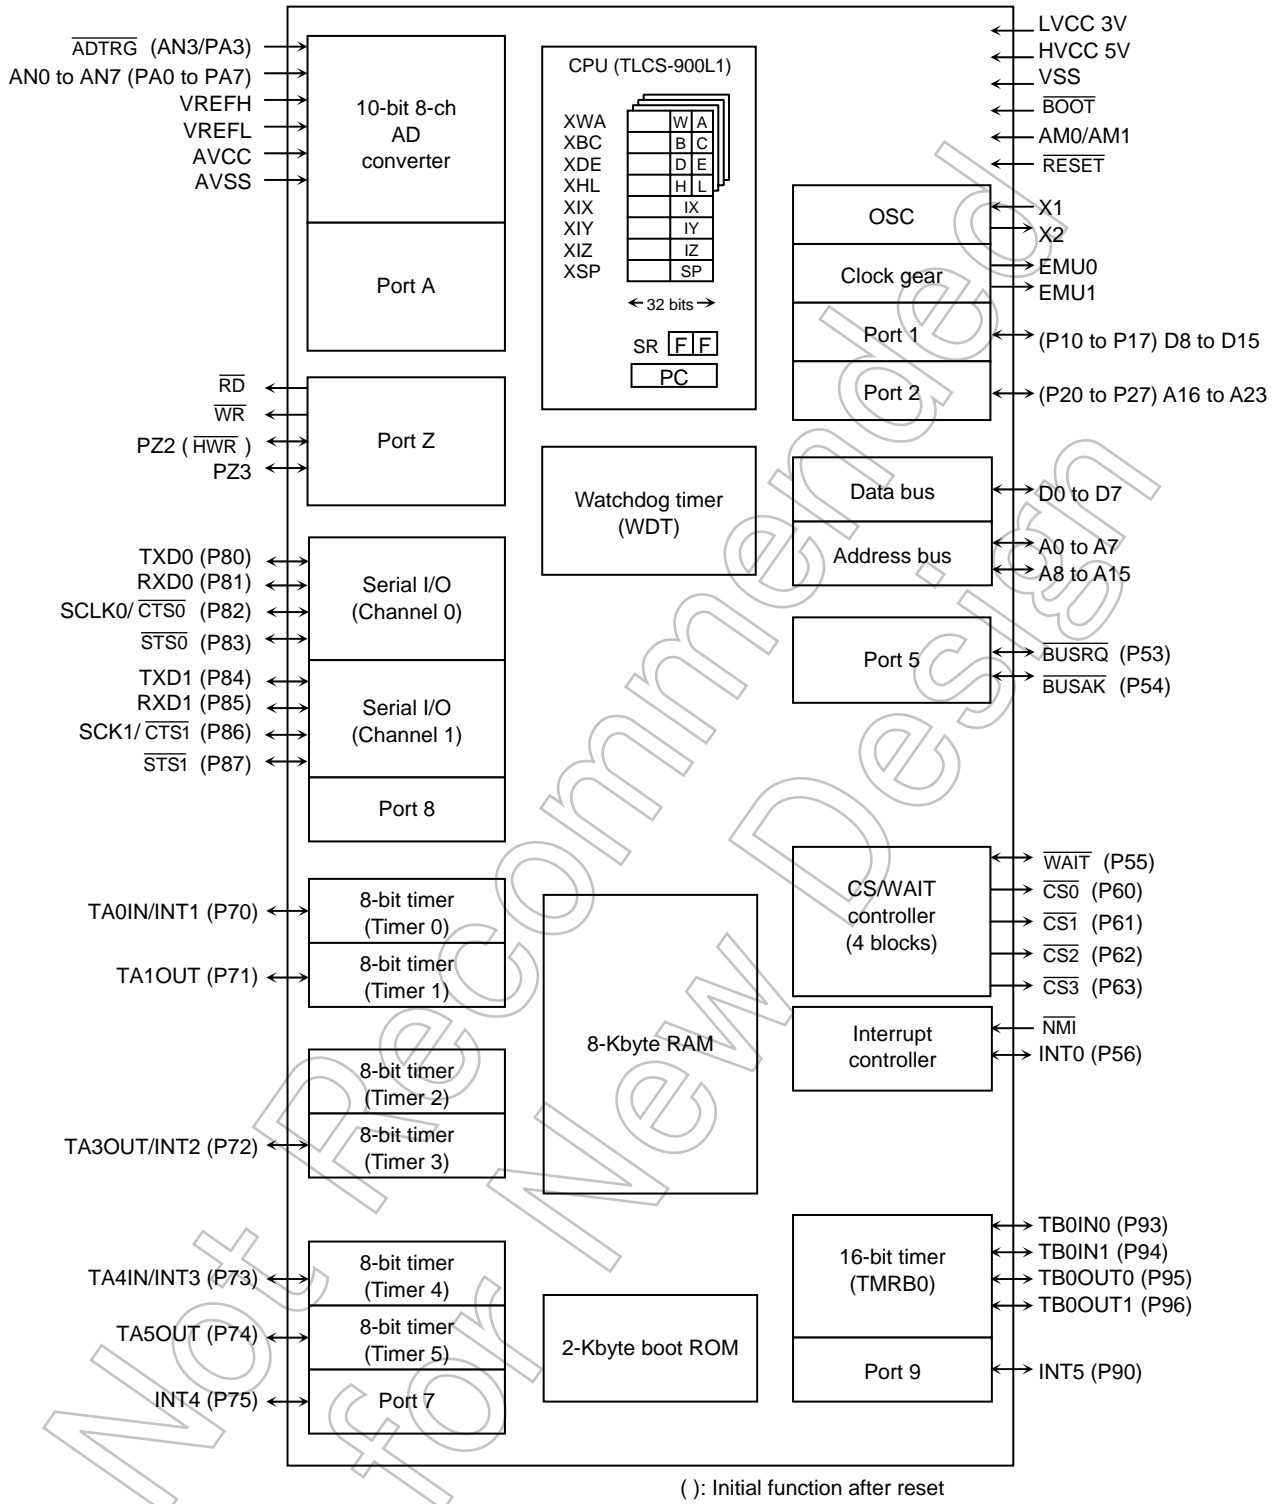 ADTRG (AN3/PA3)
AN0 to AN7 (PA0 to PA7)
VREFH
VREFL
AVCC
AVSS
10-bit 8-ch
AD
converter
Port A
RD
WR
PZ2 ( HWR )
PZ3
Port Z
TXD0 (P80)
RXD0 (P81)
SCLK0/ CTS0 (P82)
STS0 (P83)
Serial I/O
(Channel 0)
TXD1 (P84)
RXD1 (P85)
SCK1/ CTS1 (P86)
STS1 (P87)
Serial I/O
(Channel 1)
Port 8
TA0IN/INT1 (P70)
8-bit timer
(Timer 0)
TA1OUT (P71)
8-bit timer
(Timer 1)
8-bit timer
(Timer 2)
TA3OUT/INT2 (P72)
8-bit timer
(Timer 3)
TA4IN/INT3 (P73)
8-bit timer
(Timer 4)
TA5OUT (P74)
8-bit timer
(Timer 5)
INT4 (P75)
Port 7
CPU (TLCS-900L1)
XWA W A
XBC B C
XDE D E
XHL H L
XIX IX
XIY IY
XIZ IZ
XSP SP
32 bits
SR F F
PC
Watchdog timer
(WDT)
8-Kbyte RAM
2-Kbyte boot ROM
LVCC 3V
HVCC 5V
VSS
BOOT
AM0/AM1
RESET
OSC
X1
X2
Clock gear
EMU0
EMU1
Port 1
(P10 to P17) D8 to D15
Port 2
(P20 to P27) A16 to A23
Data bus
D0 to D7
Address bus
A0 to A7
A8 to A15
Port 5
BUSRQ (P53)
BUSAK (P54)
CS/WAIT
controller
(4 blocks)
WAIT (P55)
CS0 (P60)
CS1 (P61)
CS2 (P62)
CS3 (P63)
Interrupt
controller
NMI
INT0 (P56)
16-bit timer
(TMRB0)
TB0IN0 (P93)
TB0IN1 (P94)
TB0OUT0 (P95)
TB0OUT1 (P96)
Port 9
INT5 (P90)
( ): Initial function after reset
Not Recommended
for New Design